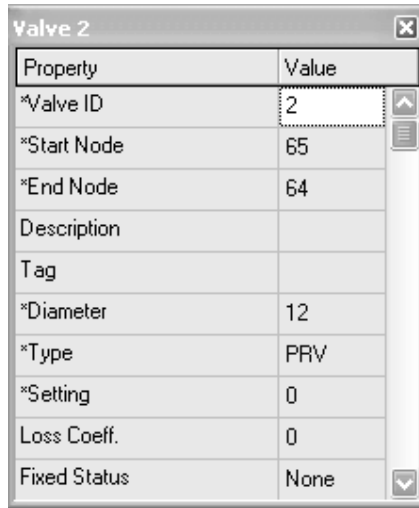 Valve 2
Property Value
*Valve ID 2
*Start Node 65
*End Node 64
Description
Tag
*Diameter 12
*Type PRV
*Setting 0
Loss Coeff. 0
Fixed Status None